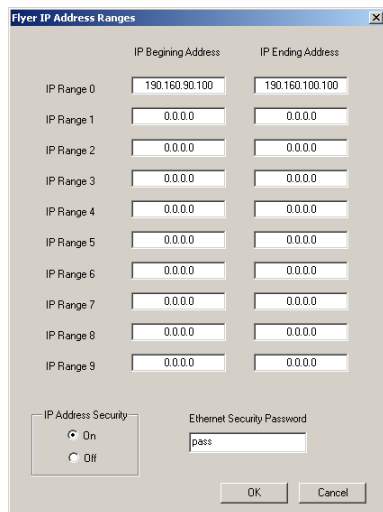 Flyer IP Address Ranges
IP Begining Address IP Ending Address
IP Range 0 190.160.90.100 190.160.100.100
IP Range 1 0.0.0.0 0.0.0.0
IP Range 2 0.0.0.0 0.0.0.0
IP Range 3 0.0.0.0 0.0.0.0
IP Range 4 0.0.0.0 0.0.0.0
IP Range 5 0.0.0.0 0.0.0.0
IP Range 6 0.0.0.0 0.0.0.0
IP Range 7 0.0.0.0 0.0.0.0
IP Range 8 0.0.0.0 0.0.0.0
IP Range 9 0.0.0.0 0.0.0.0
IP Address Security
On
Off
Ethernet Security Password
pass
OK Cancel